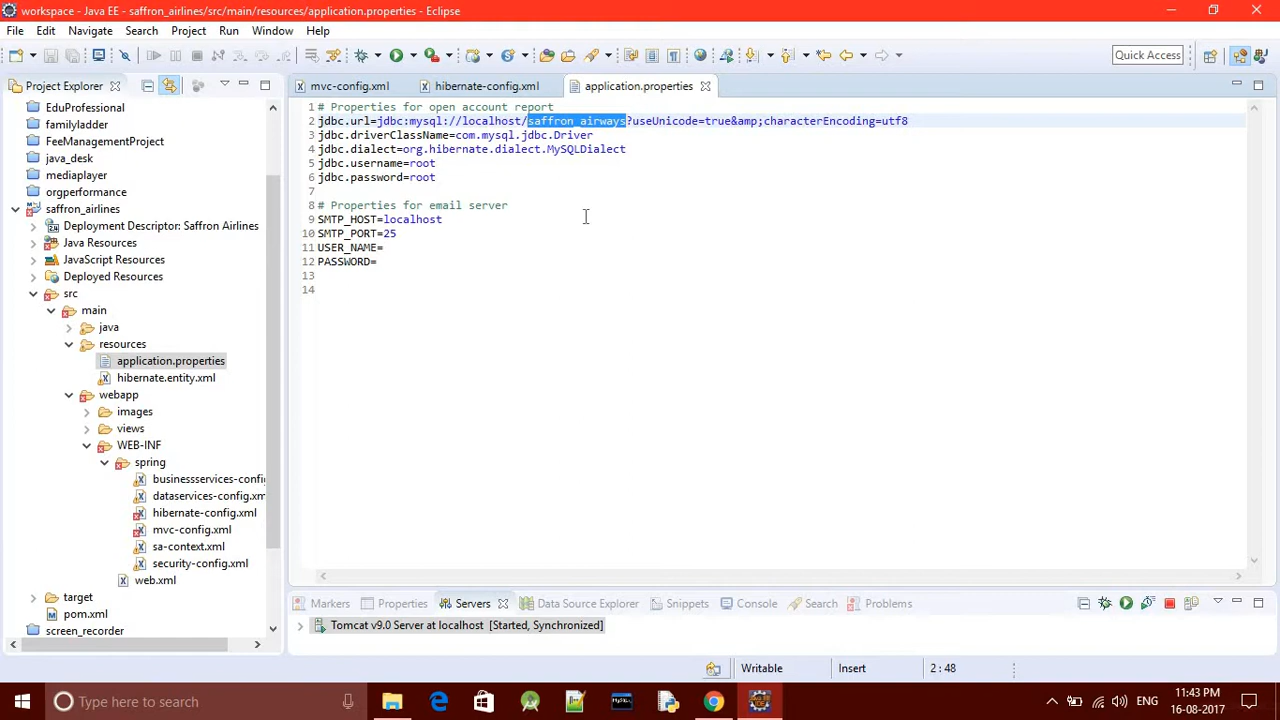 workspace - Java EE - saffron_airlines/src/main/resources/application.properties - Eclipse
File Edit Navigate Search Project Run Window Help
Quick Access
Project Explorer
EduProfessional
familyladder
FeeManagementProject
java_desk
mediaplayer
orgperformance
saffron_airlines
Deployment Descriptor: Saffron Airlines
Java Resources
JavaScript Resources
Deployed Resources
src
main
java
resources
application.properties
hibernate.entity.xml
webapp
images
views
WEB-INF
spring
businessservices-config
dataservices-config.xm
hibernate-config.xml
mvc-config.xml
sa-context.xml
security-config.xml
web.xml
target
pom.xml
screen_recorder
mvc-config.xml hibernate-config.xml application.properties
1 # Properties for open account report
2 jdbc.url=jdbc:mysql://localhost/saffron_airways?useUnicode=true&amp;characterEncoding=utf8
3 jdbc.driverClassName=com.mysql.jdbc.Driver
4 jdbc.dialect=org.hibernate.dialect.MySQLDialect
5 jdbc.username=root
6 jdbc.password=root
7
8 # Properties for email server
9 SMTP_HOST=localhost
10 SMTP_PORT=25
11 USER_NAME=
12 PASSWORD=
13
14
Markers Properties Servers Data Source Explorer Snippets Console Search Problems
Tomcat v9.0 Server at localhost [Started, Synchronized]
Writable Insert 2 : 48
Type here to search
11:43 PM
16-08-2017